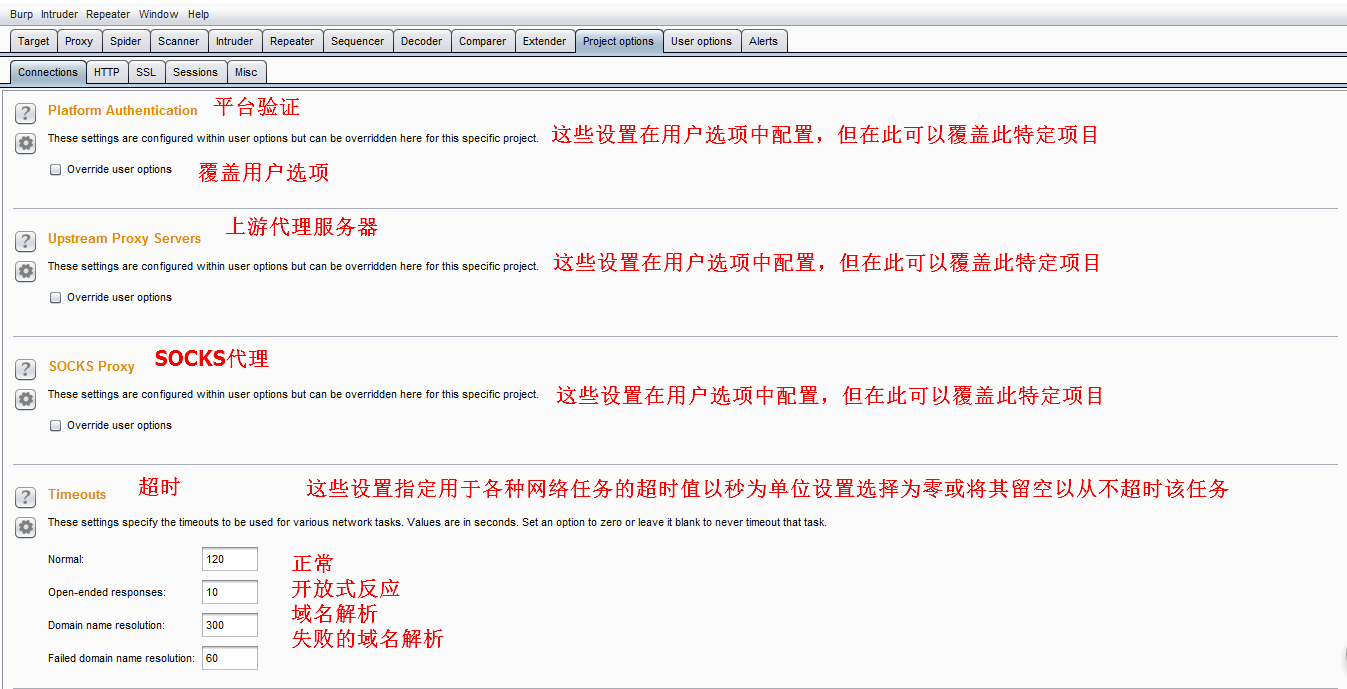 Burp Intruder Repeater Window Help
Target Proxy Spider Scanner Intruder Repeater Sequencer Decoder Comparer Extender Project options User options Alerts
Connections HTTP SSL Sessions Misc
? Platform Authentication 平台验证
These settings are configured within user options but can be overridden here for this specific project. 这些设置在用户选项中配置，但在此可以覆盖此特定项目
Override user options 覆盖用户选项
? Upstream Proxy Servers 上游代理服务器
These settings are configured within user options but can be overridden here for this specific project. 这些设置在用户选项中配置，但在此可以覆盖此特定项目
Override user options
? SOCKS Proxy SOCKS代理
These settings are configured within user options but can be overridden here for this specific project. 这些设置在用户选项中配置，但在此可以覆盖此特定项目
Override user options
? Timeouts 超时 这些设置指定用于各种网络任务的超时值以秒为单位设置选择为零或将其留空以从不超时该任务
These settings specify the timeouts to be used for various network tasks. Values are in seconds. Set an option to zero or leave it blank to never timeout that task.
Normal: 120 正常
Open-ended responses: 10 开放式反应
Domain name resolution: 300 域名解析
Failed domain name resolution: 60 失败的域名解析